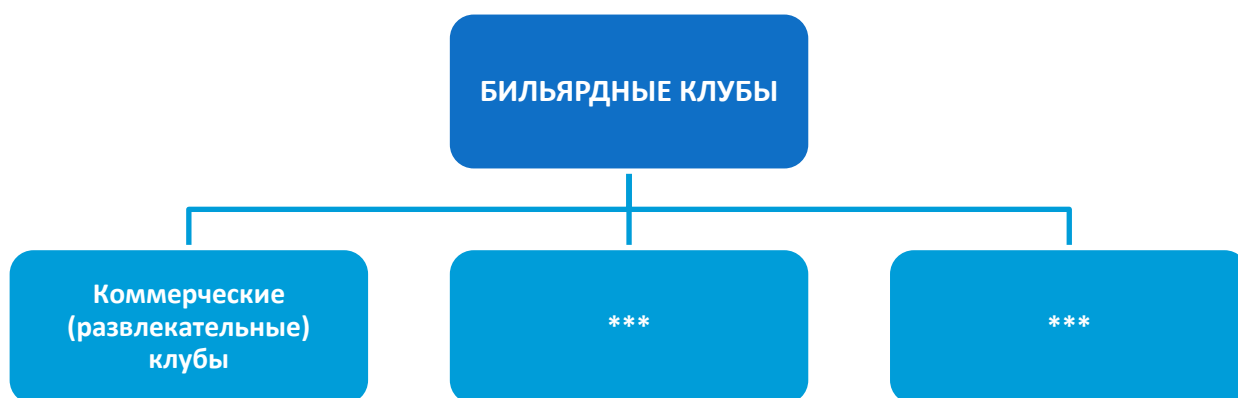 БИЛЬЯРДНЫЕ КЛУБЫ
Коммерческие
(развлекательные)
клубы
***
***